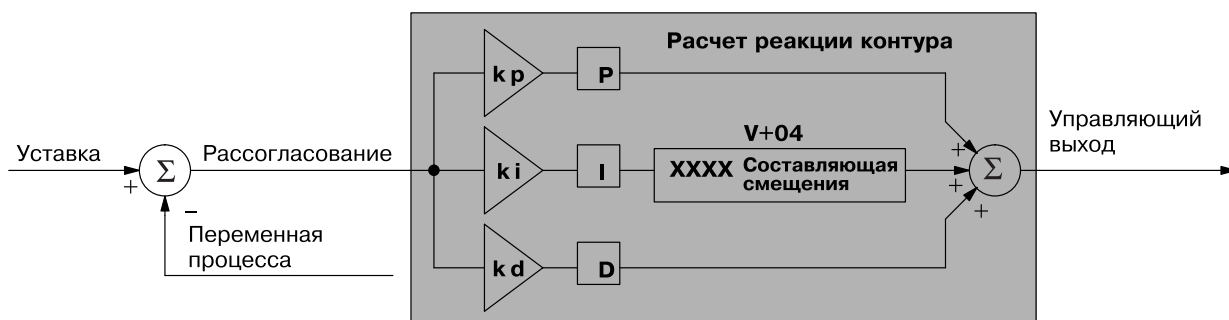 Расчет реакции контура
kp
P
V+04
Управляющий
выход
Уставка
+
Σ
Рассогласование
ki
I
XXXX Составляющая
смещения
+
+
+
Σ
–
Переменная
процесса
kd
D